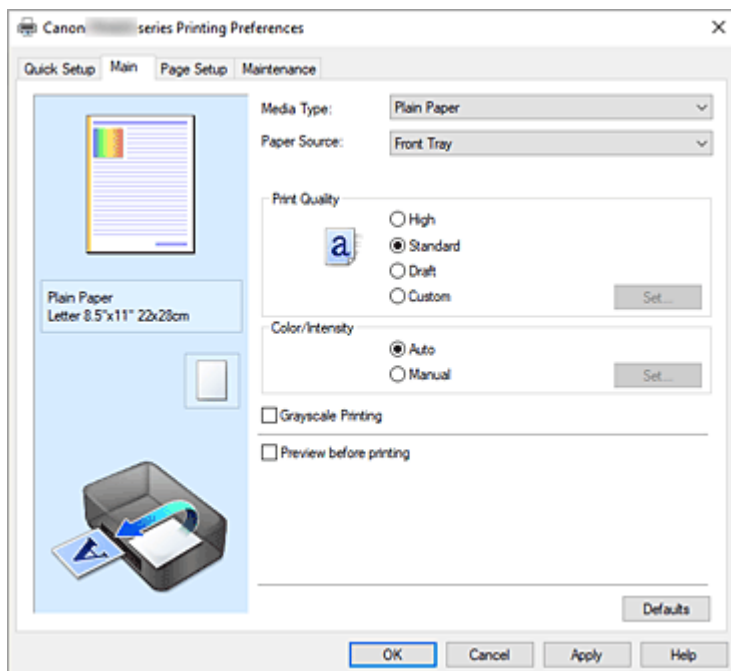 Canon series Printing Preferences
Quick Setup Main Page Setup Maintenance
Media Type: Plain Paper
Paper Source: Front Tray
Print Quality
a
High
Standard
Draft
Custom Set...
Plain Paper
Letter 8.5"x11" 22x28cm
Color/Intensity
Auto
Manual Set...
Grayscale Printing
Preview before printing
A
Defaults
OK Cancel Apply Help